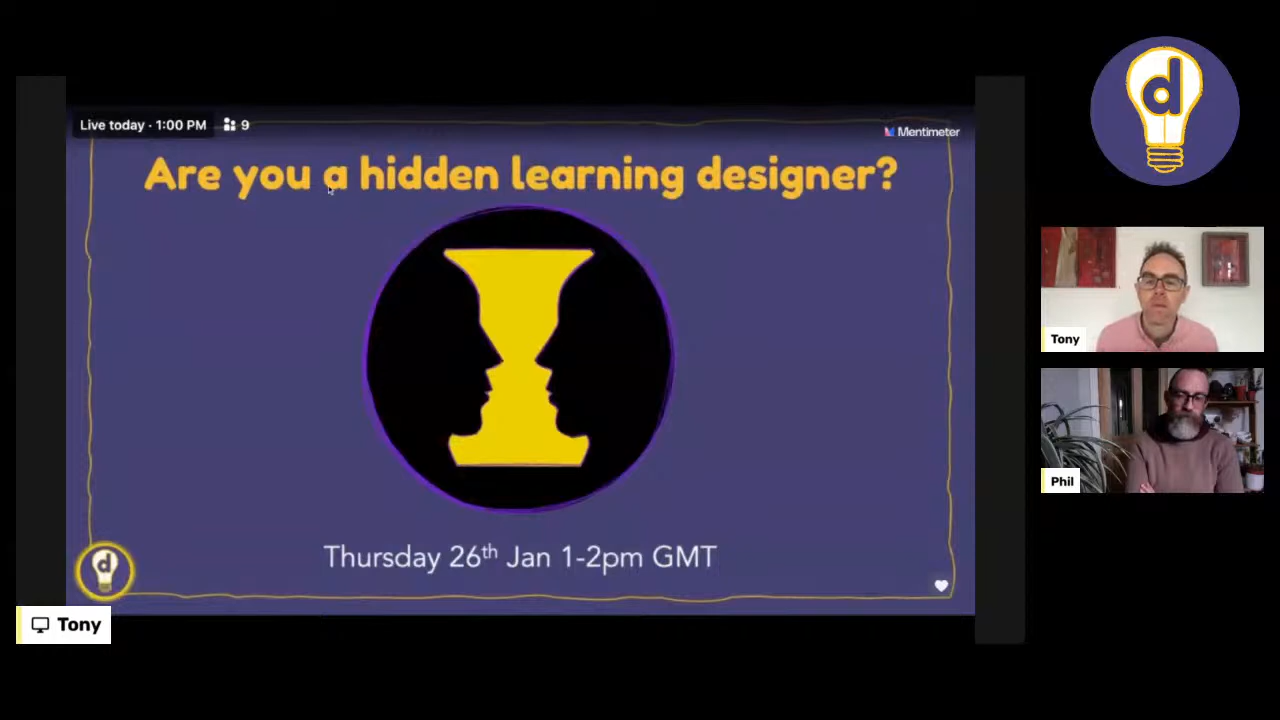 Live today · 1:00 PM 9
Mentimeter
Are you a hidden learning designer?
Thursday 26th Jan 1-2pm GMT
d
Tony
d
Tony
Phil